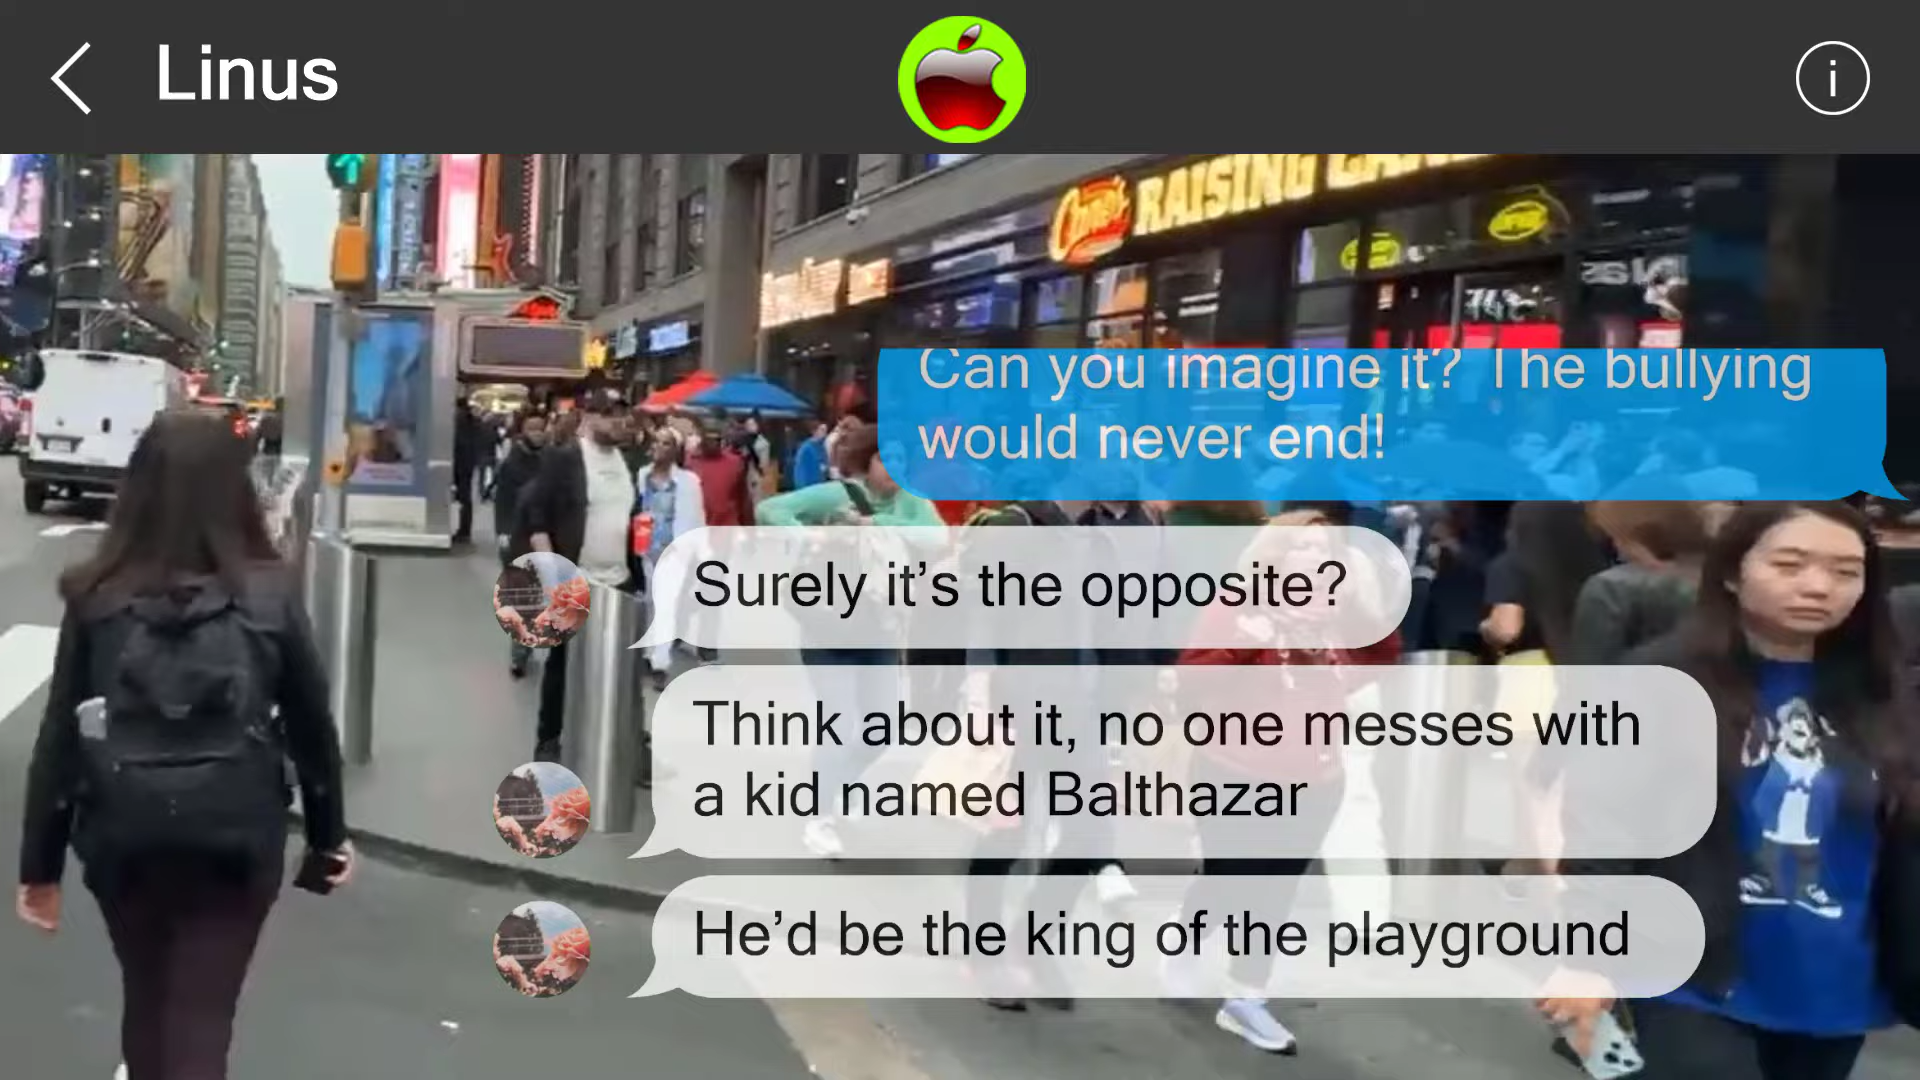 Linus
i
Cane's RAISING
Can you imagine it? The bullying
would never end!
Surely it's the opposite?
Think about it, no one messes with
a kid named Balthazar
He'd be the king of the playground